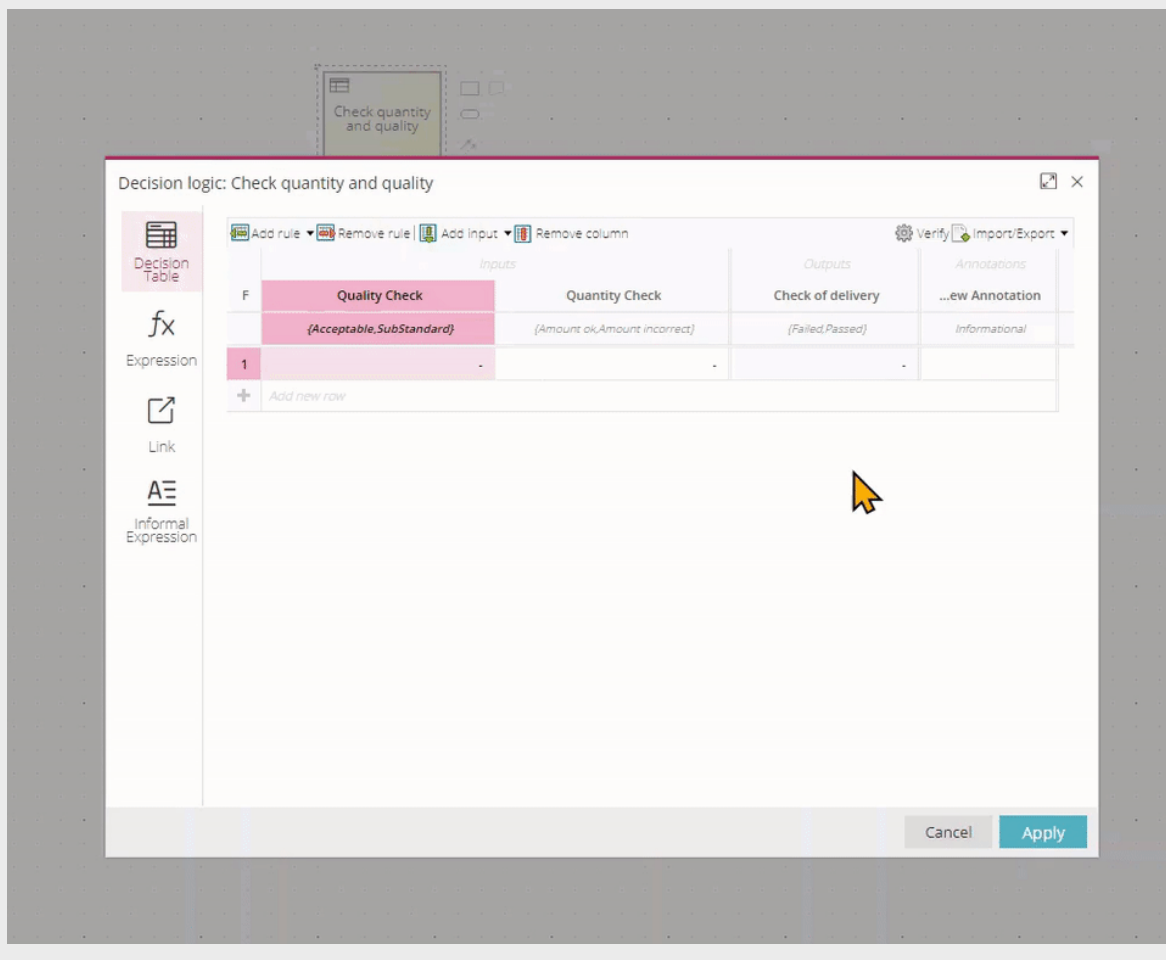 Check quantity
and quality
Decision logic: Check quantity and quality
Decision
Table
fx
Expression
Link
A
Informal
Expression
Add rule Remove rule | Add input Remove column Verify Import/Export
Inputs Outputs Annotations
F Quality Check Quantity Check Check of delivery ...ew Annotation
{Acceptable,SubStandard} {Amount ok,Amount incorrect} {Failed,Passed} Informational
1 - - -
+ Add new row
Cancel Apply